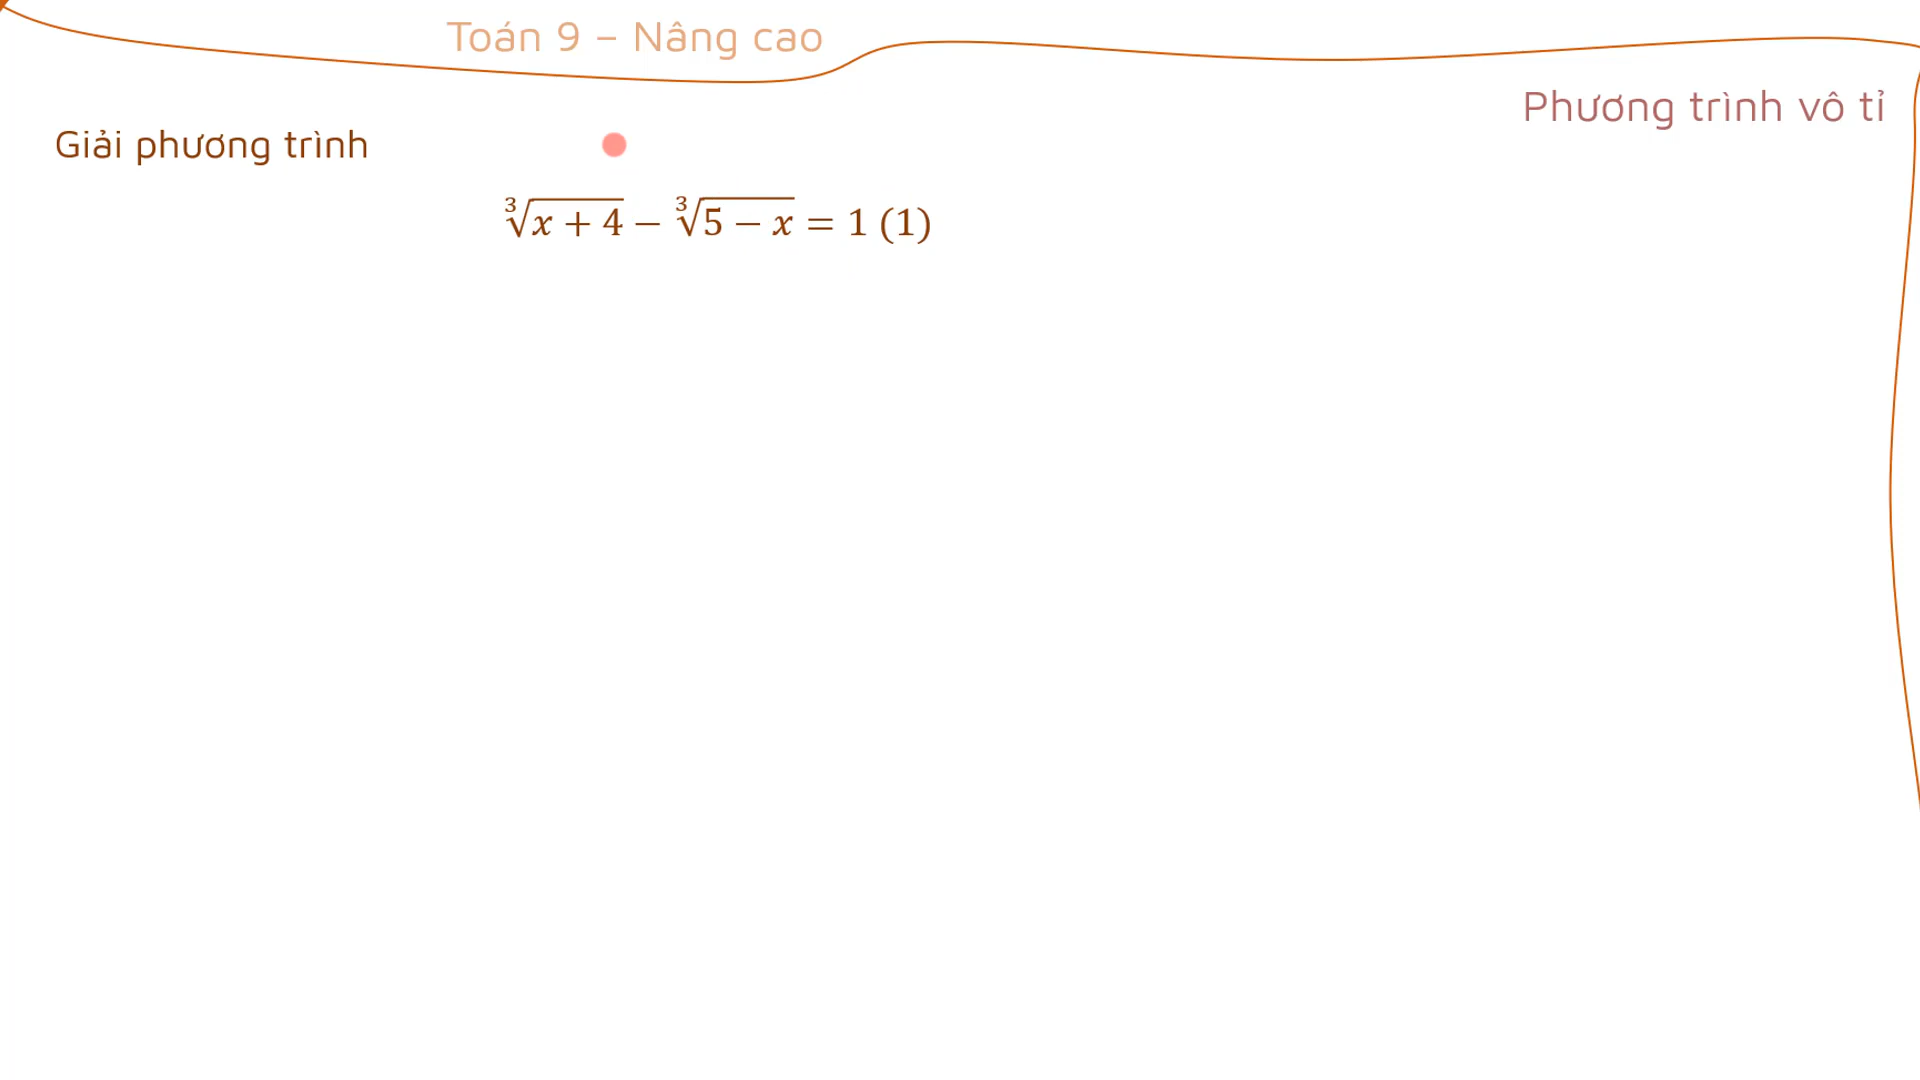 Toán 9 – Nâng cao
Phương trình vô tỉ
Giải phương trình
∛(x + 4) − ∛(5 − x) = 1 (1)